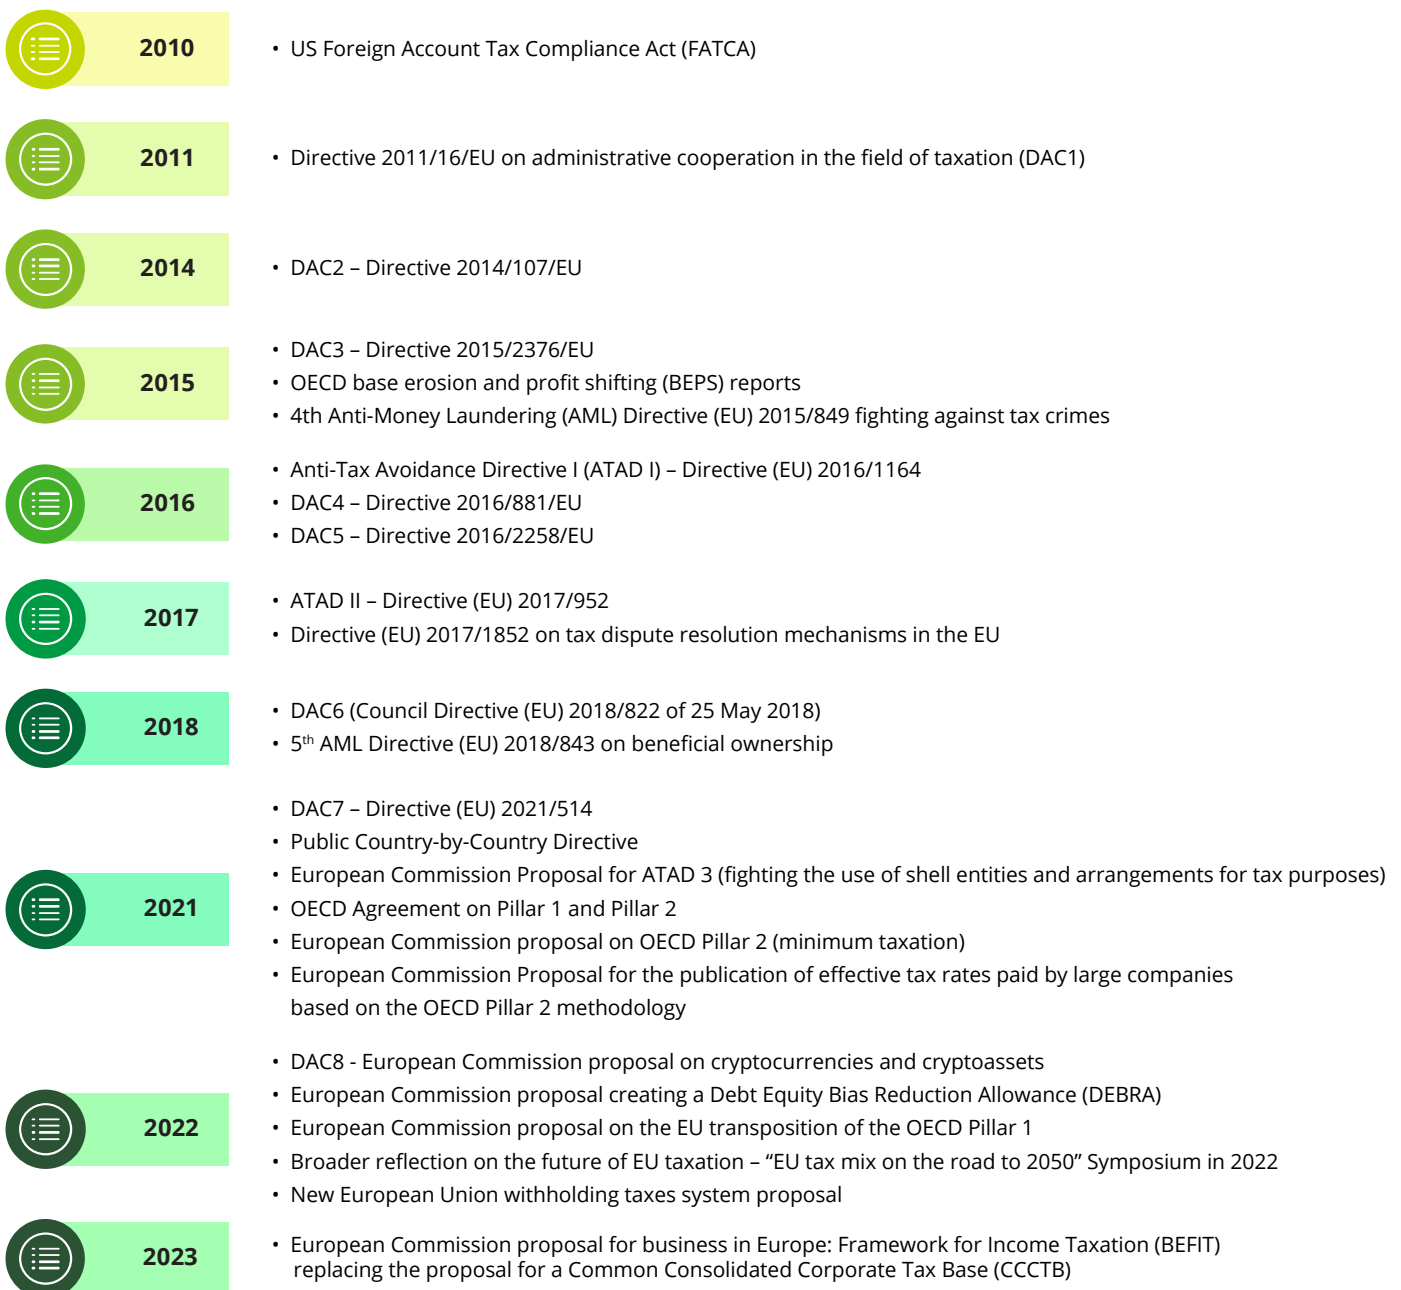 2010
• US Foreign Account Tax Compliance Act (FATCA)
2011
• Directive 2011/16/EU on administrative cooperation in the field of taxation (DAC1)
2014
• DAC2 – Directive 2014/107/EU
2015
• DAC3 – Directive 2015/2376/EU
• OECD base erosion and profit shifting (BEPS) reports
• 4th Anti-Money Laundering (AML) Directive (EU) 2015/849 fighting against tax crimes
2016
• Anti-Tax Avoidance Directive I (ATAD I) – Directive (EU) 2016/1164
• DAC4 – Directive 2016/881/EU
• DAC5 – Directive 2016/2258/EU
2017
• ATAD II – Directive (EU) 2017/952
• Directive (EU) 2017/1852 on tax dispute resolution mechanisms in the EU
2018
• DAC6 (Council Directive (EU) 2018/822 of 25 May 2018)
• 5th AML Directive (EU) 2018/843 on beneficial ownership
2021
• DAC7 – Directive (EU) 2021/514
• Public Country-by-Country Directive
• European Commission Proposal for ATAD 3 (fighting the use of shell entities and arrangements for tax purposes)
• OECD Agreement on Pillar 1 and Pillar 2
• European Commission proposal on OECD Pillar 2 (minimum taxation)
• European Commission Proposal for the publication of effective tax rates paid by large companies
based on the OECD Pillar 2 methodology
2022
• DAC8 - European Commission proposal on cryptocurrencies and cryptoassets
• European Commission proposal creating a Debt Equity Bias Reduction Allowance (DEBRA)
• European Commission proposal on the EU transposition of the OECD Pillar 1
• Broader reflection on the future of EU taxation – “EU tax mix on the road to 2050” Symposium in 2022
• New European Union withholding taxes system proposal
2023
• European Commission proposal for business in Europe: Framework for Income Taxation (BEFIT)
replacing the proposal for a Common Consolidated Corporate Tax Base (CCCTB)